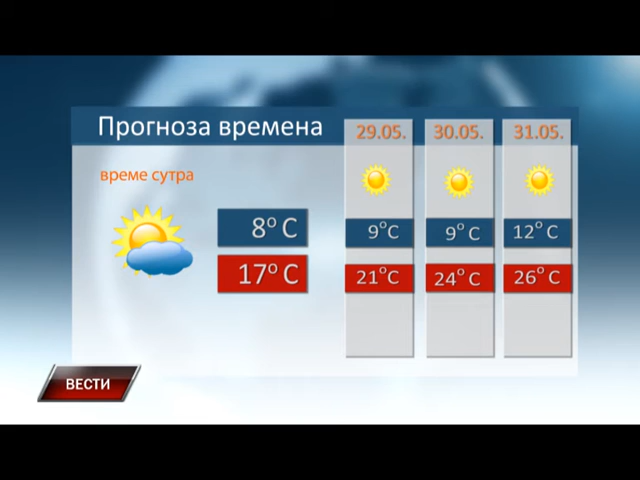 Прогноза времена
време сутра
8° C
17° C
29.05.
9°C
21°C
30.05.
9°C
24°C
31.05.
12°C
26°C
ВЕСТИ